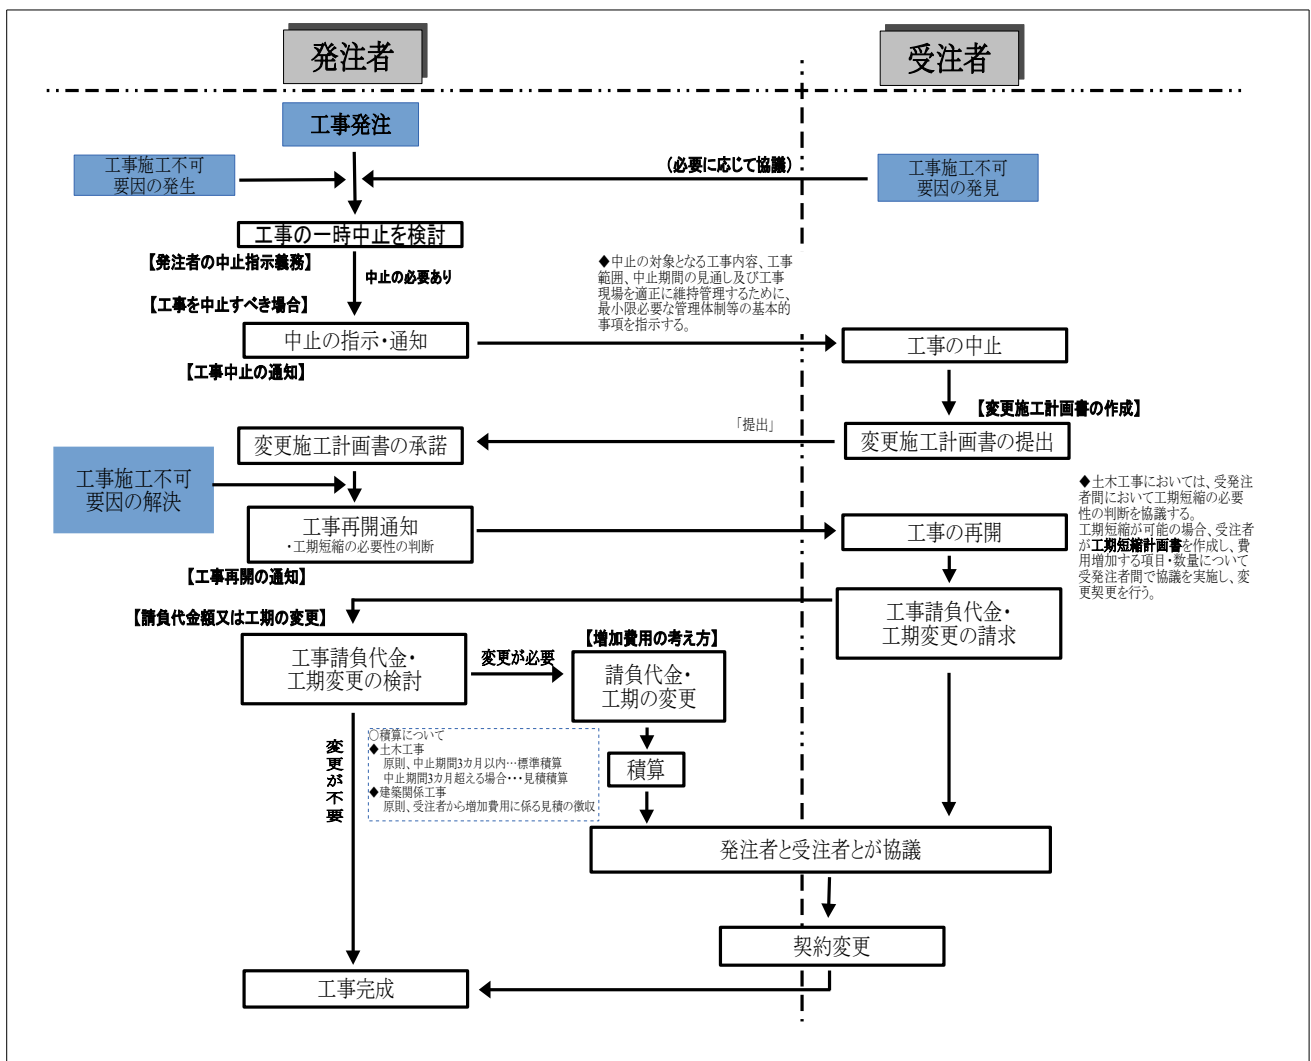 発注者
受注者
工事発注
工事施工不可
要因の発生
(必要に応じて協議)
工事施工不可
要因の発見
工事の一時中止を検討
【発注者の中止指示義務】
中止の必要あり
【工事を中止すべき場合】
◆中止の対象となる工事内容、工事
範囲、中止期間の見通し及び工事
現場を適正に維持管理するために、
最小限必要な管理体制等の基本的
事項を指示する。
中止の指示・通知
工事の中止
【工事中止の通知】
【変更施工計画書の作成】
「提出」
変更施工計画書の承諾
変更施工計画書の提出
工事施工不可
要因の解決
◆土木工事においては、受発注
者間において工期短縮の必要
性の判断を協議する。
工期短縮が可能の場合、受注者
が工期短縮計画書を作成し、費
用増加する項目・数量について
受発注者間で協議を実施し、変
更契約を行う。
工事再開通知
・工期短縮の必要性の判断
工事の再開
【工事再開の通知】
【請負代金額又は工期の変更】
工事請負代金・
工期変更の請求
【増加費用の考え方】
工事請負代金・
工期変更の検討
変更が必要
請負代金・
工期の変更
変更が不要
〇積算について
◆土木工事
原則、中止期間3カ月以内…標準積算
中止期間3カ月超える場合・・・見積積算
◆建築関係工事
原則、受注者から増加費用に係る見積の徴収
積算
発注者と受注者とが協議
契約変更
工事完成